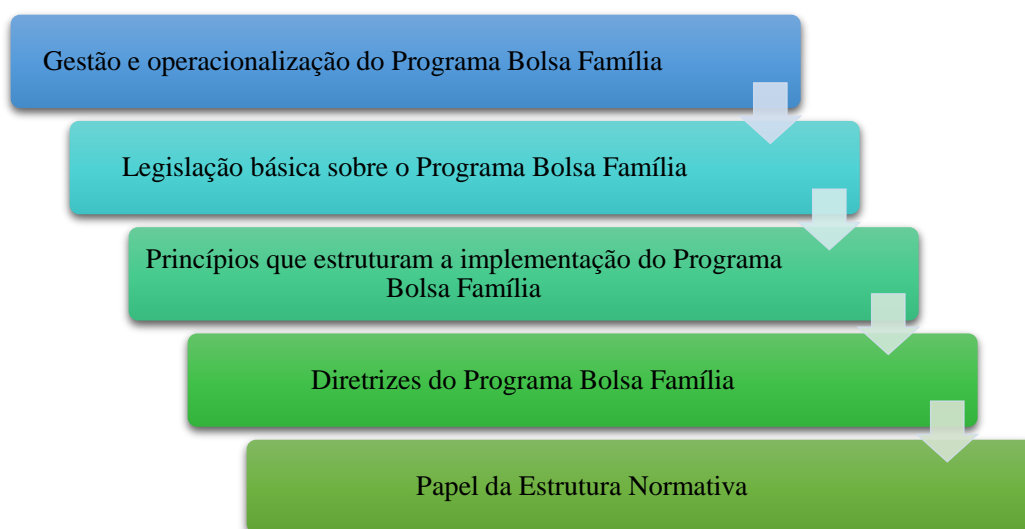 Gestão e operacionalização do Programa Bolsa Família
Legislação básica sobre o Programa Bolsa Família
Princípios que estruturam a implementação do Programa
Bolsa Família
Diretrizes do Programa Bolsa Família
Papel da Estrutura Normativa